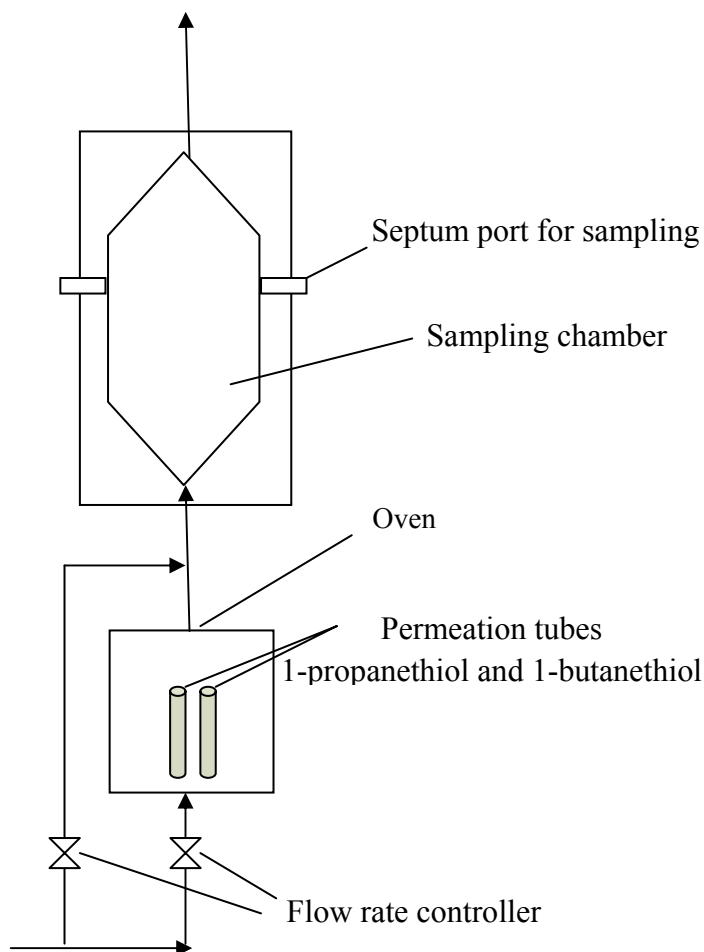 Septum port for sampling
Sampling chamber
Oven
Permeation tubes
1-propanethiol and 1-butanethiol
Flow rate controller